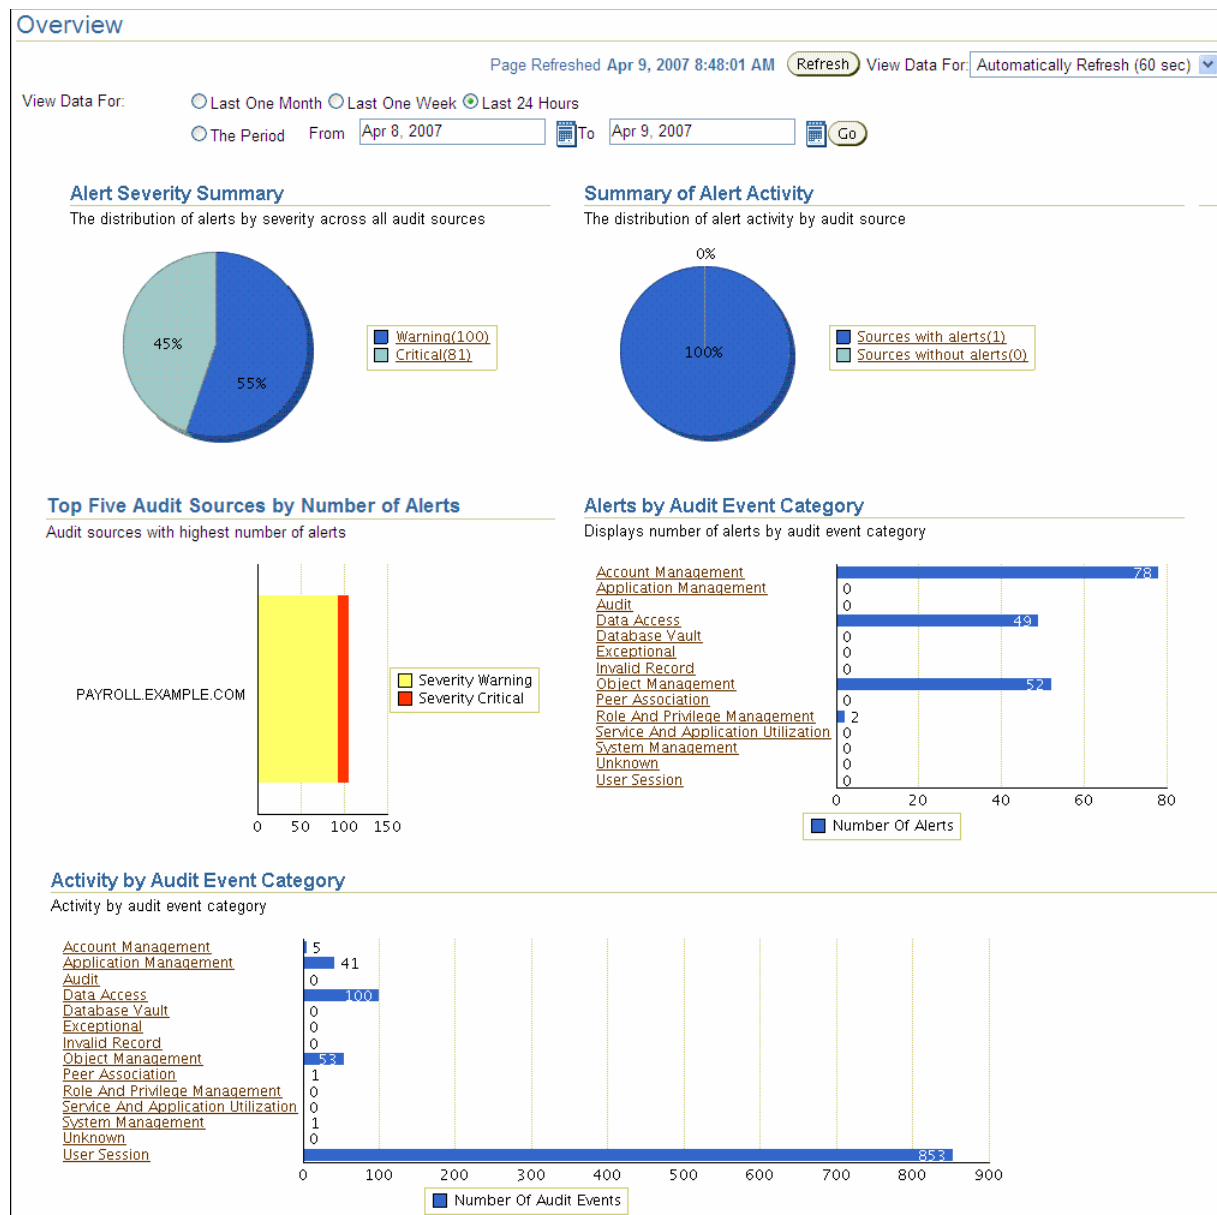 Overview
Page Refreshed Apr 9, 2007 8:48:01 AM Refresh View Data For: Automatically Refresh (60 sec)
View Data For: Last One Month Last One Week Last 24 Hours
The Period From Apr 8, 2007 To Apr 9, 2007 Go
Alert Severity Summary
The distribution of alerts by severity across all audit sources
45%
55%
Warning(100)
Critical(81)
Summary of Alert Activity
The distribution of alert activity by audit source
0%
100%
Sources with alerts(1)
Sources without alerts(0)
Top Five Audit Sources by Number of Alerts
Audit sources with highest number of alerts
PAYROLL.EXAMPLE.COM
0 50 100 150
Severity Warning
Severity Critical
Alerts by Audit Event Category
Displays number of alerts by audit event category
Account Management 78
Application Management 0
Audit 0
Data Access 49
Database Vault 0
Exceptional 0
Invalid Record 0
Object Management 52
Peer Association 0
Role And Privilege Management 2
Service And Application Utilization 0
System Management 0
Unknown 0
User Session 0
0 20 40 60 80
Number Of Alerts
Activity by Audit Event Category
Activity by audit event category
Account Management 5
Application Management 41
Audit 0
Data Access 100
Database Vault 0
Exceptional 0
Invalid Record 0
Object Management 53
Peer Association 1
Role And Privilege Management 0
Service And Application Utilization 0
System Management 1
Unknown 0
User Session 853
0 100 200 300 400 500 600 700 800 900
Number Of Audit Events